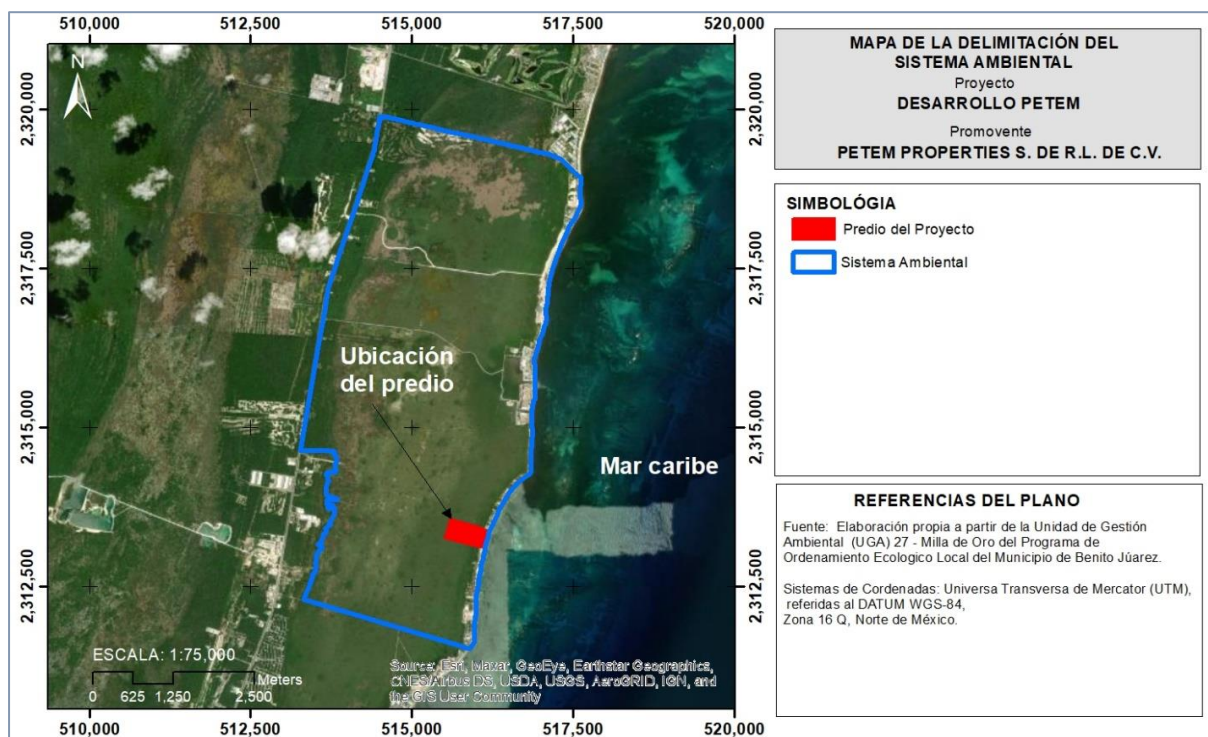 510,000 512,500 515,000 517,500 520,000
2,320,000
2,317,500
2,315,000
2,312,500
N
Ubicación
del predio
Mar caribe
ESCALA: 1:75,000
Meters
0 625 1,250 2,500
Source: Esri, Maxar, GeoEye, Earthstar Geographics,
CNES/Airbus DS, USDA, USGS, AeroGRID, IGN, and
the GIS User Community
2,320,000
2,317,500
2,315,000
2,312,500
510,000 512,500 515,000 517,500 520,000
MAPA DE LA DELIMITACIÓN DEL
SISTEMA AMBIENTAL
Proyecto
DESARROLLO PETEM
Promovente
PETEM PROPERTIES S. DE R.L. DE C.V.
SIMBOLÓGIA
Predio del Proyecto
Sistema Ambiental
REFERENCIAS DEL PLANO
Fuente: Elaboración propia a partir de la Unidad de Gestión
Ambiental (UGA) 27 - Milla de Oro del Programa de
Ordenamiento Ecologico Local del Municipio de Benito Júarez.
Sistemas de Cordenadas: Universa Transversa de Mercator (UTM),
referidas al DATUM WGS-84,
Zona 16 Q, Norte de México.